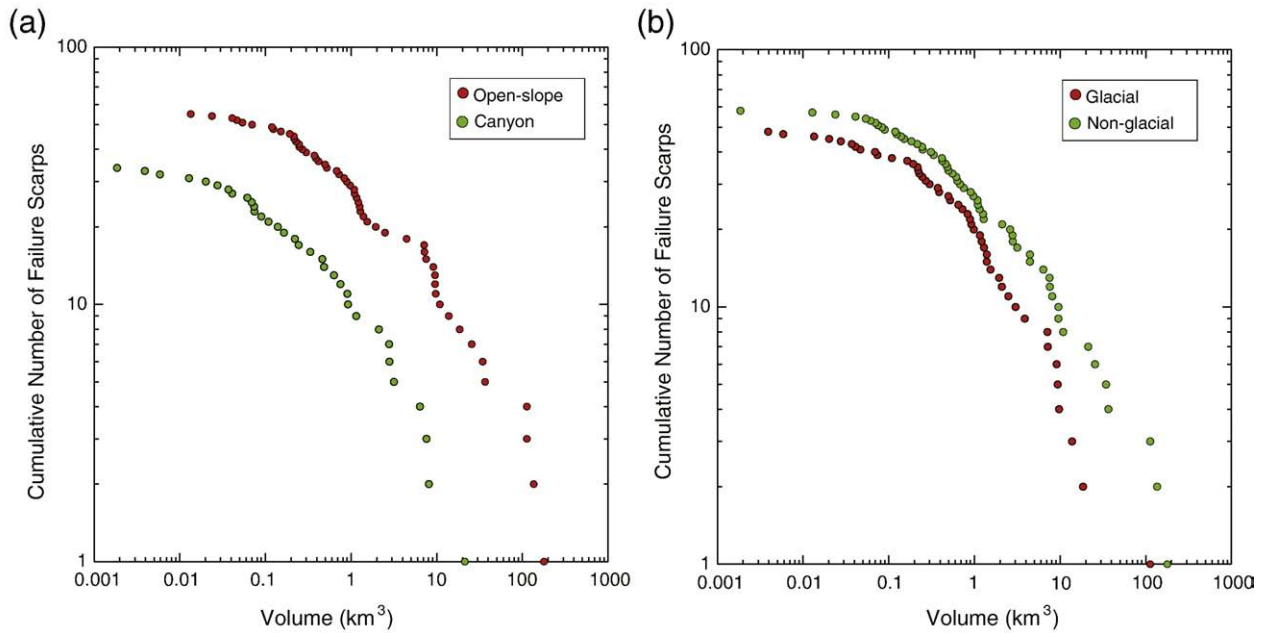 (a)
100
10
1
Cumulative Number of Failure Scarps
Open-slope
Canyon
0.001 0.01 0.1 1 10 100 1000
Volume (km³)
(b)
100
10
1
Cumulative Number of Failure Scarps
Glacial
Non-glacial
0.001 0.01 0.1 1 10 100 1000
Volume (km³)